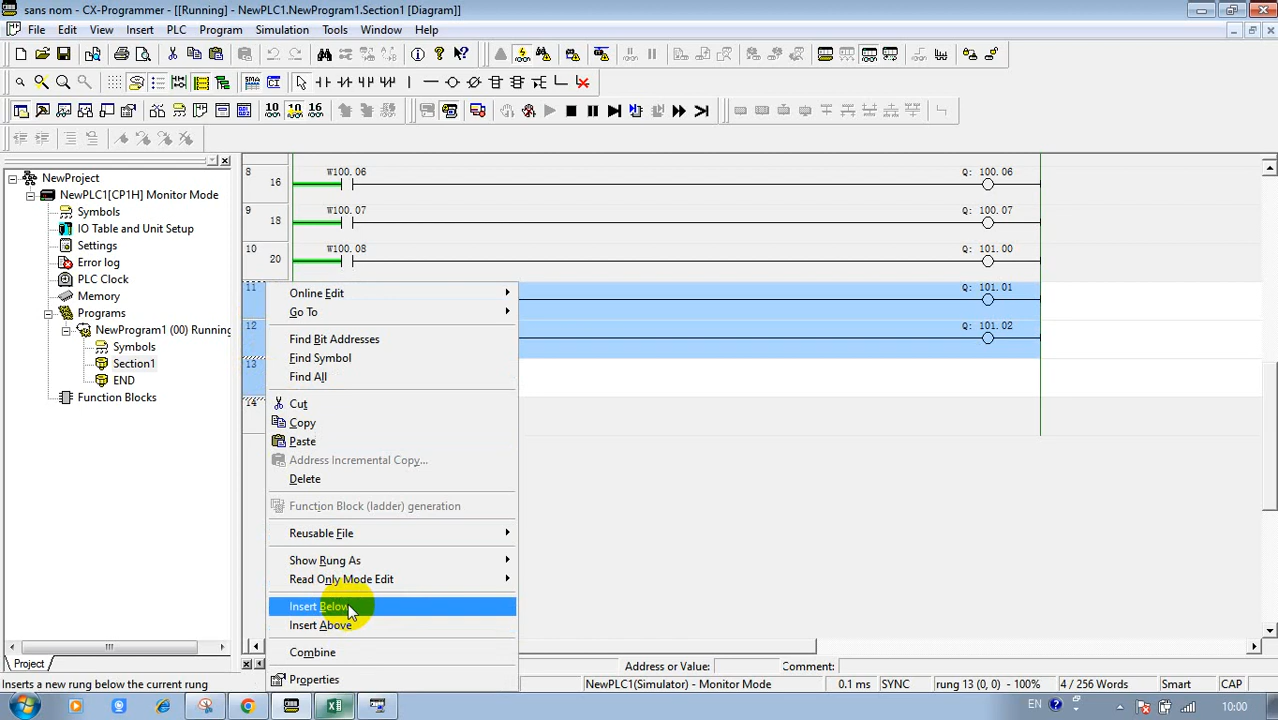 sans nom - CX-Programmer - [[Running] - NewPLC1.NewProgram1.Section1 [Diagram]]
File Edit View Insert PLC Program Simulation Tools Window Help
SMA CI
10 10 16
NewProject
NewPLC1[CP1H] Monitor Mode
Symbols
IO Table and Unit Setup
Settings
Error log
PLC Clock
Memory
Programs
NewProgram1 (00) Running
Symbols
Section1
END
Function Blocks
Project
8 16 W100.06 Q: 100.06
9 18 W100.07 Q: 100.07
10 20 W100.08 Q: 101.00
11 Q: 101.01
12 Q: 101.02
13
14
Online Edit
Go To
Find Bit Addresses
Find Symbol
Find All
Cut
Copy
Paste
Address Incremental Copy...
Delete
Function Block (ladder) generation
Reusable File
Show Rung As
Read Only Mode Edit
Insert Below
Insert Above
Combine
Properties
Address or Value: Comment:
Inserts a new rung below the current rung NewPLC1(Simulator) - Monitor Mode 0.1 ms SYNC rung 13 (0, 0) - 100% 4 / 256 Words Smart CAP
EN 10:00